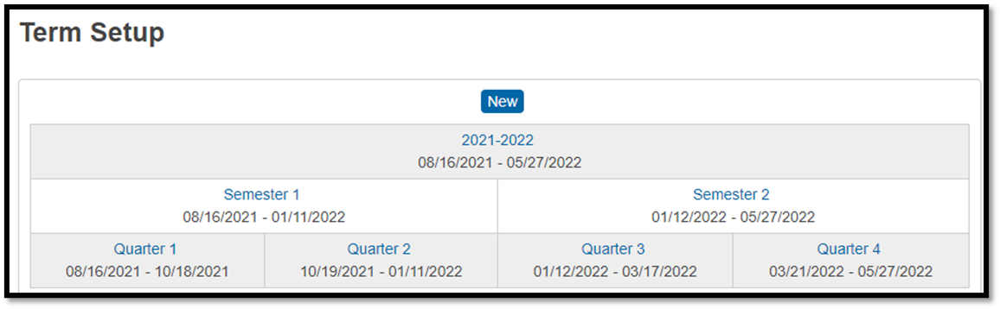 Term Setup
New
2021-2022
08/16/2021 - 05/27/2022
Semester 1
08/16/2021 - 01/11/2022
Semester 2
01/12/2022 - 05/27/2022
Quarter 1
08/16/2021 - 10/18/2021
Quarter 2
10/19/2021 - 01/11/2022
Quarter 3
01/12/2022 - 03/17/2022
Quarter 4
03/21/2022 - 05/27/2022